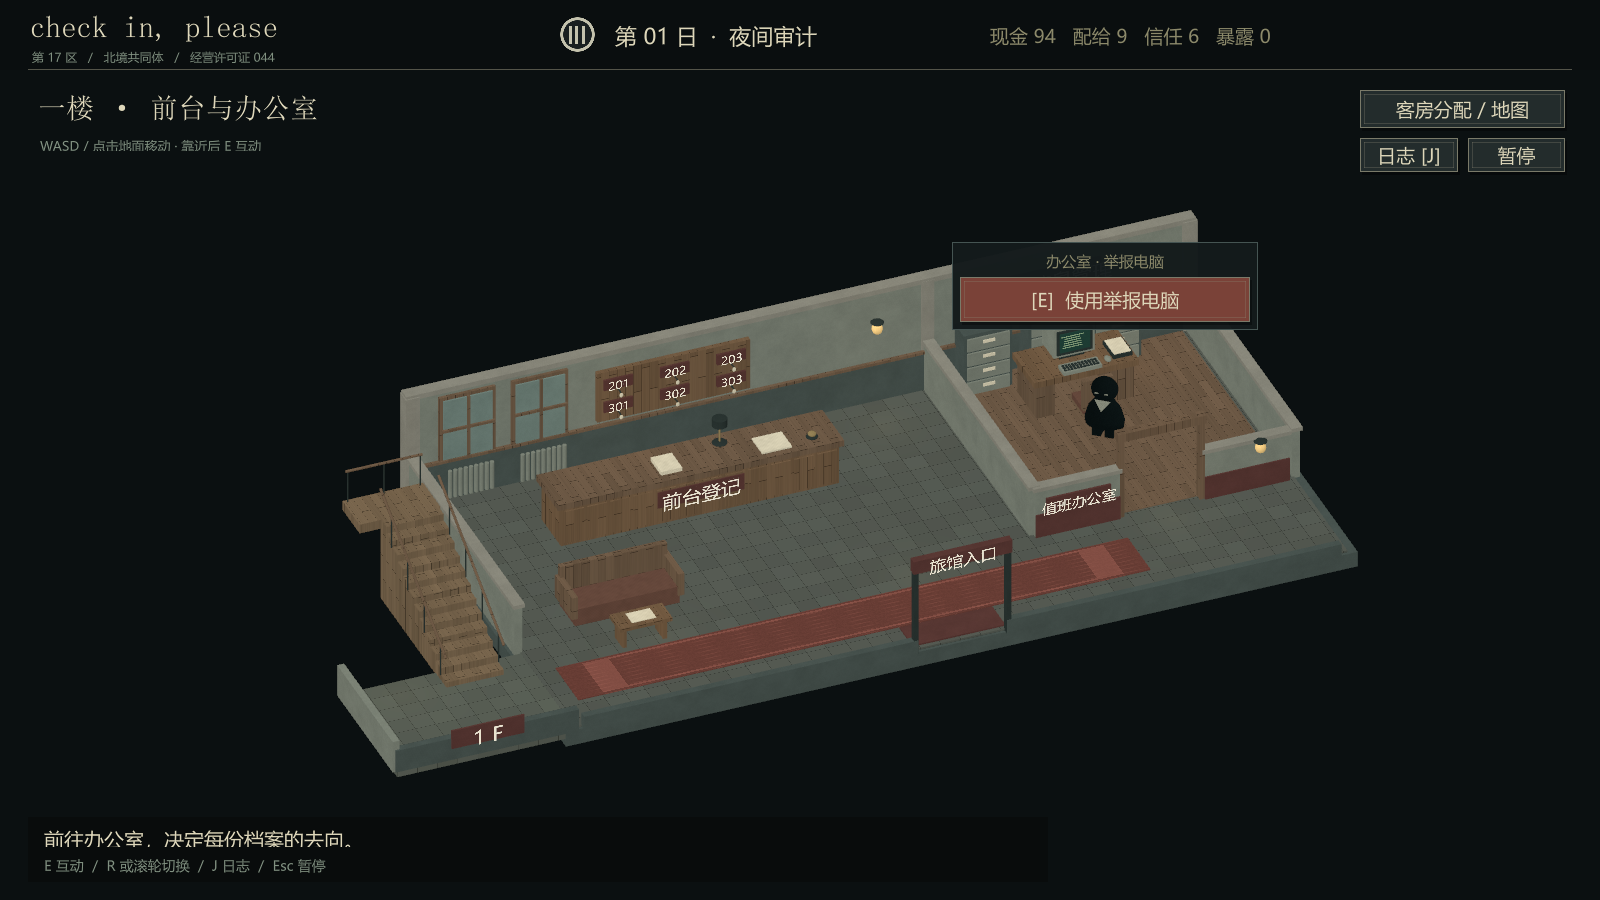 check in, please
第 17 区 / 北境共同体 / 经营许可证 044
第 01 日 · 夜间审计
现金 94 配给 9 信任 6 暴露 0
一楼 · 前台与办公室
WASD / 点击地面移动 · 靠近后 E 互动
客房分配 / 地图
日志 [J]
暂停
办公室 · 举报电脑
[E] 使用举报电脑
201 202 203
301 302 303
前台登记
值班办公室
旅馆入口
1 F
前往办公室，决定每份档案的去向。
E 互动 / R 或滚轮切换 / J 日志 / Esc 暂停